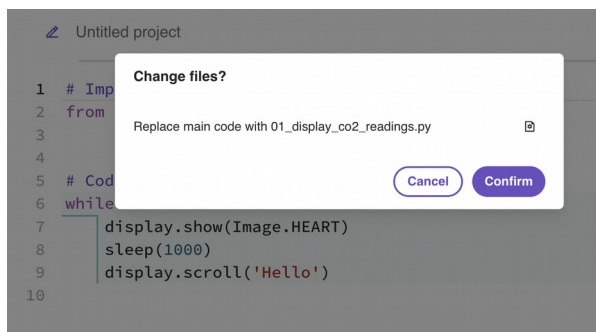 Untitled project
Change files?
Replace main code with 01_display_co2_readings.py
Cancel Confirm
1 # Imp
2 from
3
4
5 # Cod
6 while
7 display.show(Image.HEART)
8 sleep(1000)
9 display.scroll('Hello')
10